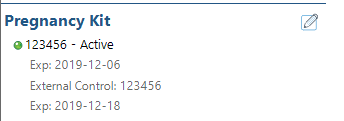 Pregnancy Kit
123456 - Active
Exp: 2019-12-06
External Control: 123456
Exp: 2019-12-18